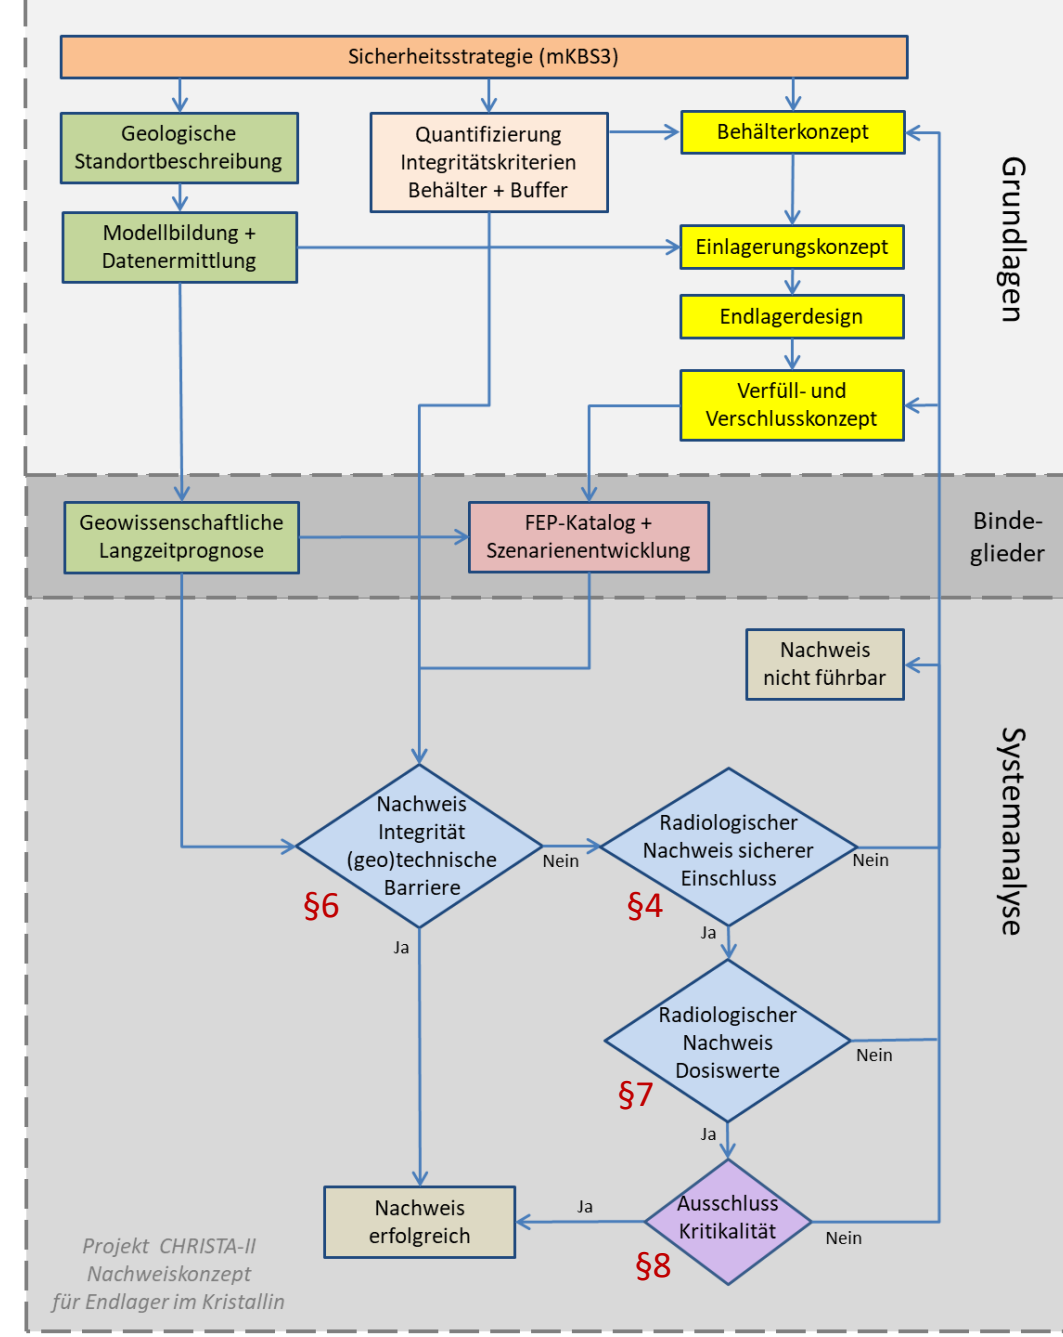 Sicherheitsstrategie (mKBS3)
Geologische
Standortbeschreibung
Quantifizierung
Integritätskriterien
Behälter + Buffer
Behälterkonzept
Modellbildung +
Datenermittlung
Einlagerungskonzept
Endlagerdesign
Verfüll- und
Verschlusskonzept
Grundlagen
Geowissenschaftliche
Langzeitprognose
FEP-Katalog +
Szenarienentwicklung
Binde-
glieder
Nachweis
nicht führbar
Systemanalyse
Nachweis
Integrität
(geo)technische
Barriere
§6
Nein
Ja
Radiologischer
Nachweis sicherer
Einschluss
§4
Nein
Ja
Radiologischer
Nachweis
Dosiswerte
§7
Nein
Ja
Ausschluss
Kritikalität
§8
Nein
Ja
Nachweis
erfolgreich
Projekt CHRISTA-II
Nachweiskonzept
für Endlager im Kristallin